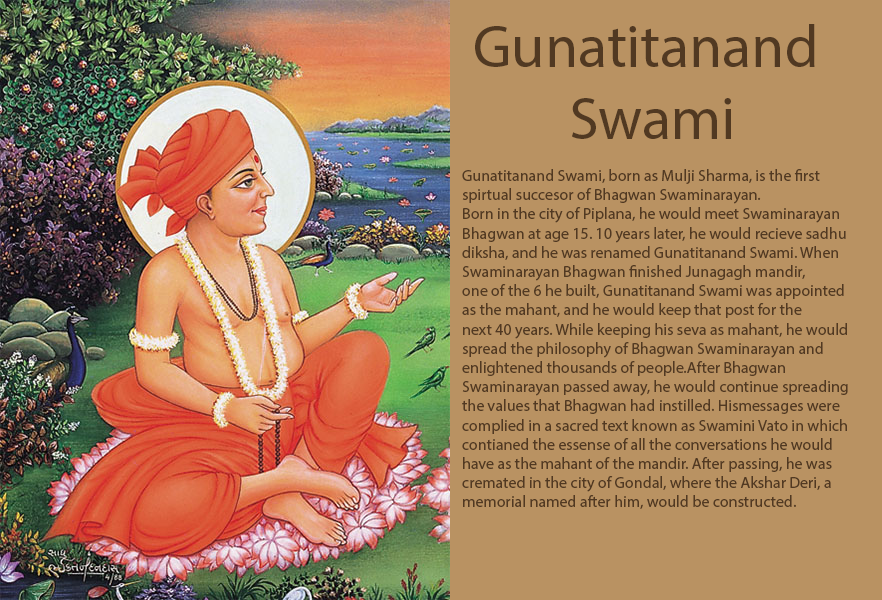 Gunatitanand
Swami
Gunatitanand Swami, born as Mulji Sharma, is the first
spirtual succesor of Bhagwan Swaminarayan.
Born in the city of Piplana, he would meet Swaminarayan
Bhagwan at age 15. 10 years later, he would recieve sadhu
diksha, and he was renamed Gunatitanand Swami. When
Swaminarayan Bhagwan finished Junagagh mandir,
one of the 6 he built, Gunatitanand Swami was appointed
as the mahant, and he would keep that post for the
next 40 years. While keeping his seva as mahant, he would
spread the philosophy of Bhagwan Swaminarayan and
enlightened thousands of people.After Bhagwan
Swaminarayan passed away, he would continue spreading
the values that Bhagwan had instilled. Hismessages were
complied in a sacred text known as Swamini Vato in which
contianed the essense of all the conversations he would
have as the mahant of the mandir. After passing, he was
cremated in the city of Gondal, where the Akshar Deri, a
memorial named after him, would be constructed.
સાધુ
4/88